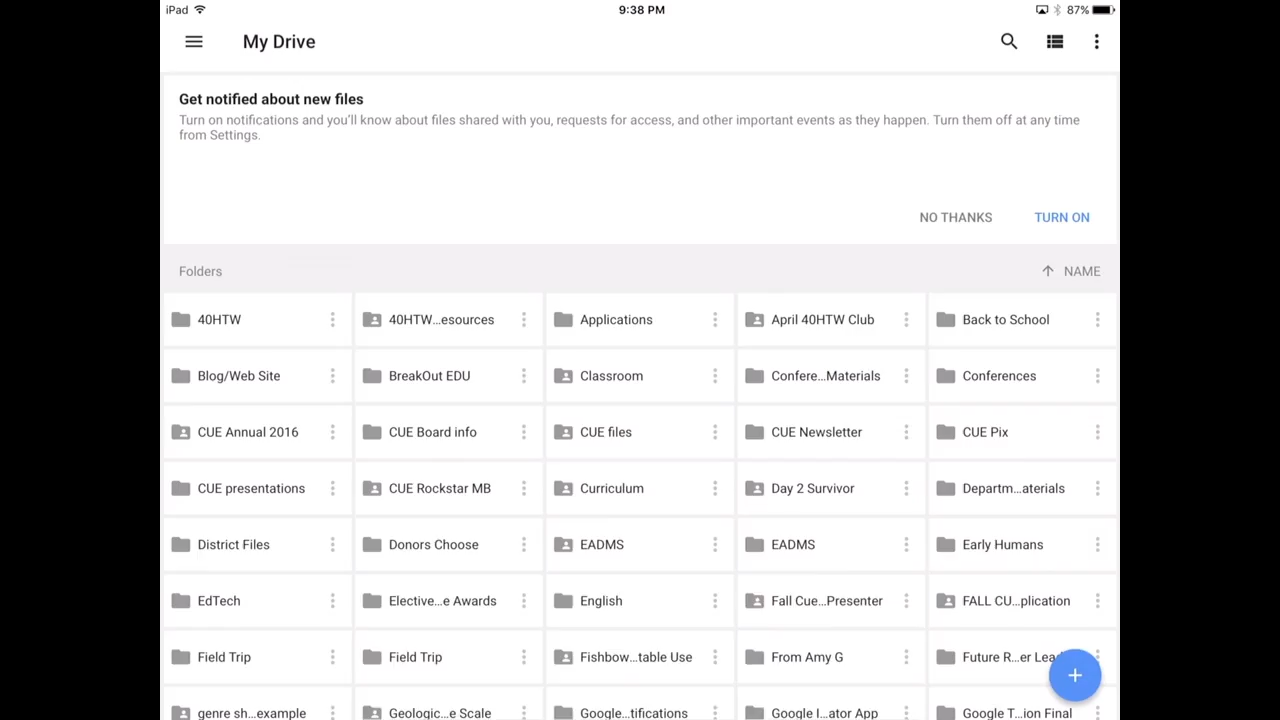 iPad 9:38 PM 87%
My Drive
Get notified about new files
Turn on notifications and you'll know about files shared with you, requests for access, and other important events as they happen. Turn them off at any time
from Settings.
NO THANKS TURN ON
Folders NAME
40HTW 40HTW...esources Applications April 40HTW Club Back to School
Blog/Web Site BreakOut EDU Classroom Confere...Materials Conferences
CUE Annual 2016 CUE Board info CUE files CUE Newsletter CUE Pix
CUE presentations CUE Rockstar MB Curriculum Day 2 Survivor Departm...aterials
District Files Donors Choose EADMS EADMS Early Humans
EdTech Elective...e Awards English Fall Cue...Presenter FALL CU...plication
Field Trip Field Trip Fishbow...table Use From Amy G Future R...er Lea
genre sh...example Geologic...e Scale Google...tifications Google I...ator App Google T...ion Final